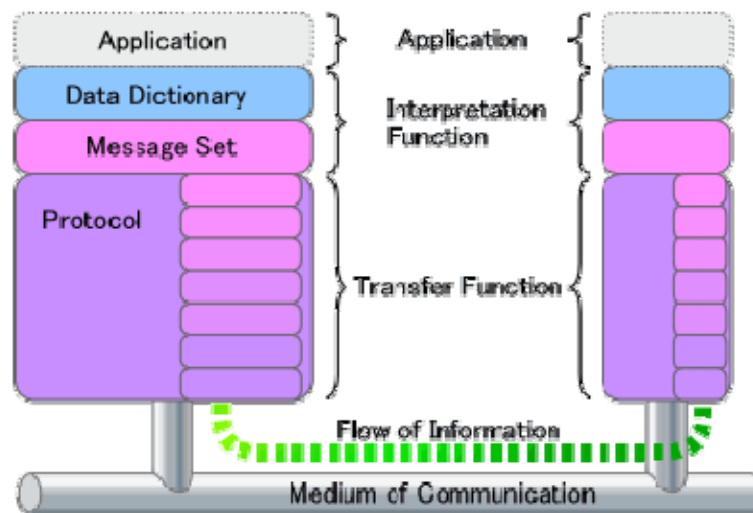 Application
Application
Data Dictionary
Interpretation
Function
Message Set
Protocol
Transfer Function
Flow of Information
Medium of Communication